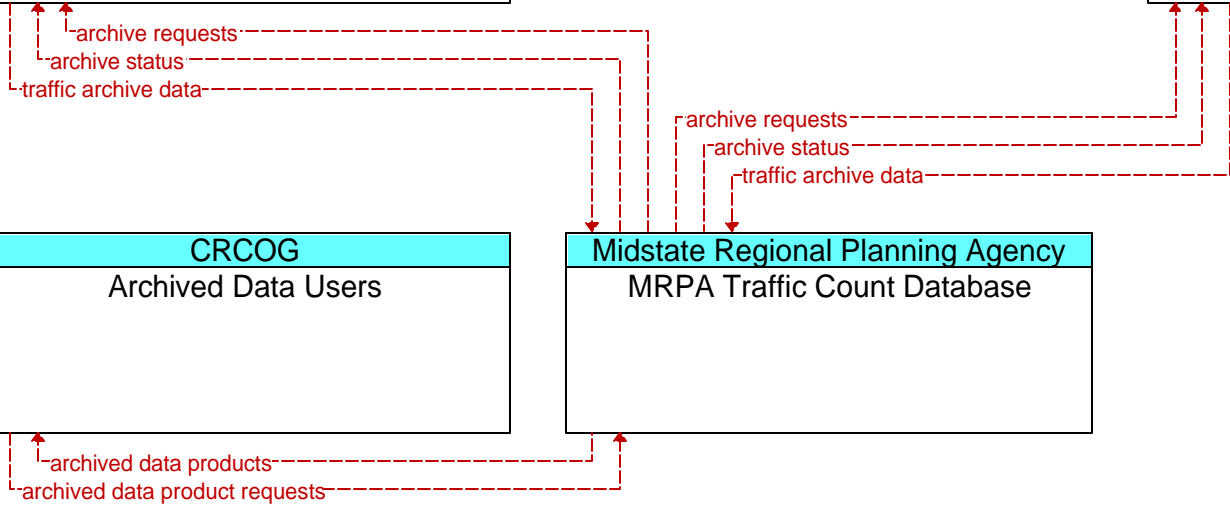 archive requests
archive status
traffic archive data
archive requests
archive status
traffic archive data
CRCOG
Archived Data Users
Midstate Regional Planning Agency
MRPA Traffic Count Database
archived data products
archived data product requests